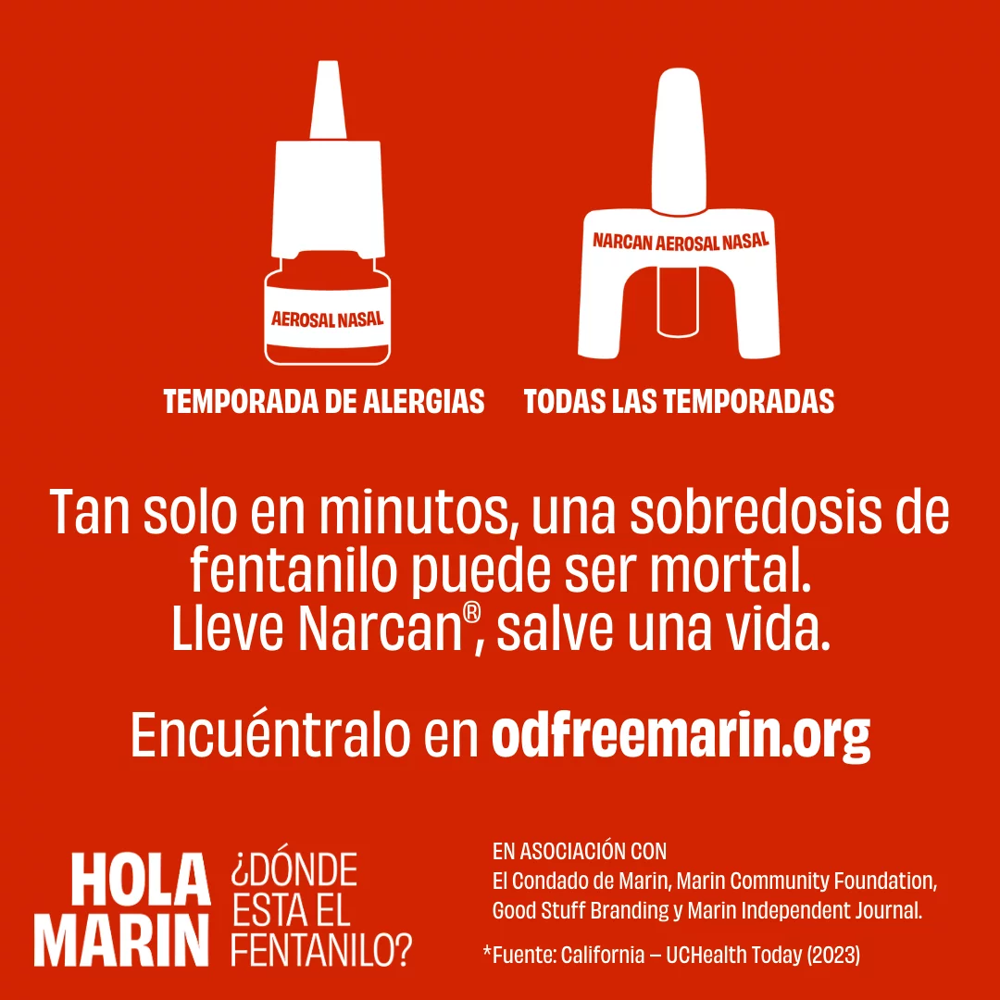 AEROSAL NASAL
NARCAN AEROSAL NASAL
TEMPORADA DE ALERGIAS
TODAS LAS TEMPORADAS
Tan solo en minutos, una sobredosis de
fentanilo puede ser mortal.
Lleve Narcan®, salve una vida.
Encuéntralo en odfreemarin.org
HOLA
MARIN
¿DÓNDE
ESTA EL
FENTANILO?
EN ASOCIACIÓN CON
El Condado de Marin, Marin Community Foundation,
Good Stuff Branding y Marin Independent Journal.
*Fuente: California – UCHealth Today (2023)